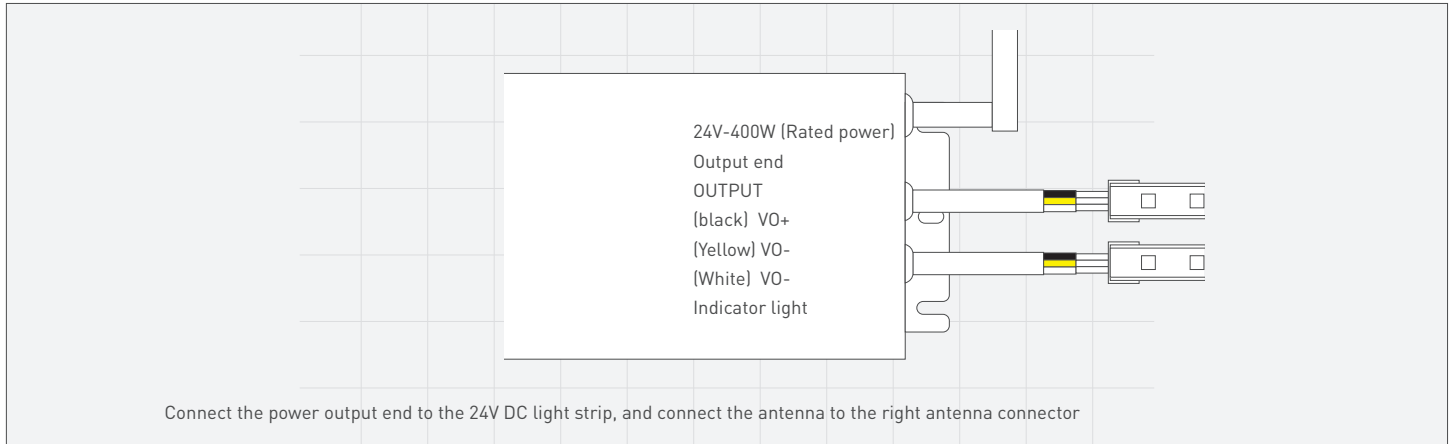 24V-400W (Rated power)
Output end
OUTPUT
(black) VO+
(Yellow) VO-
(White) VO-
Indicator light
Connect the power output end to the 24V DC light strip, and connect the antenna to the right antenna connector